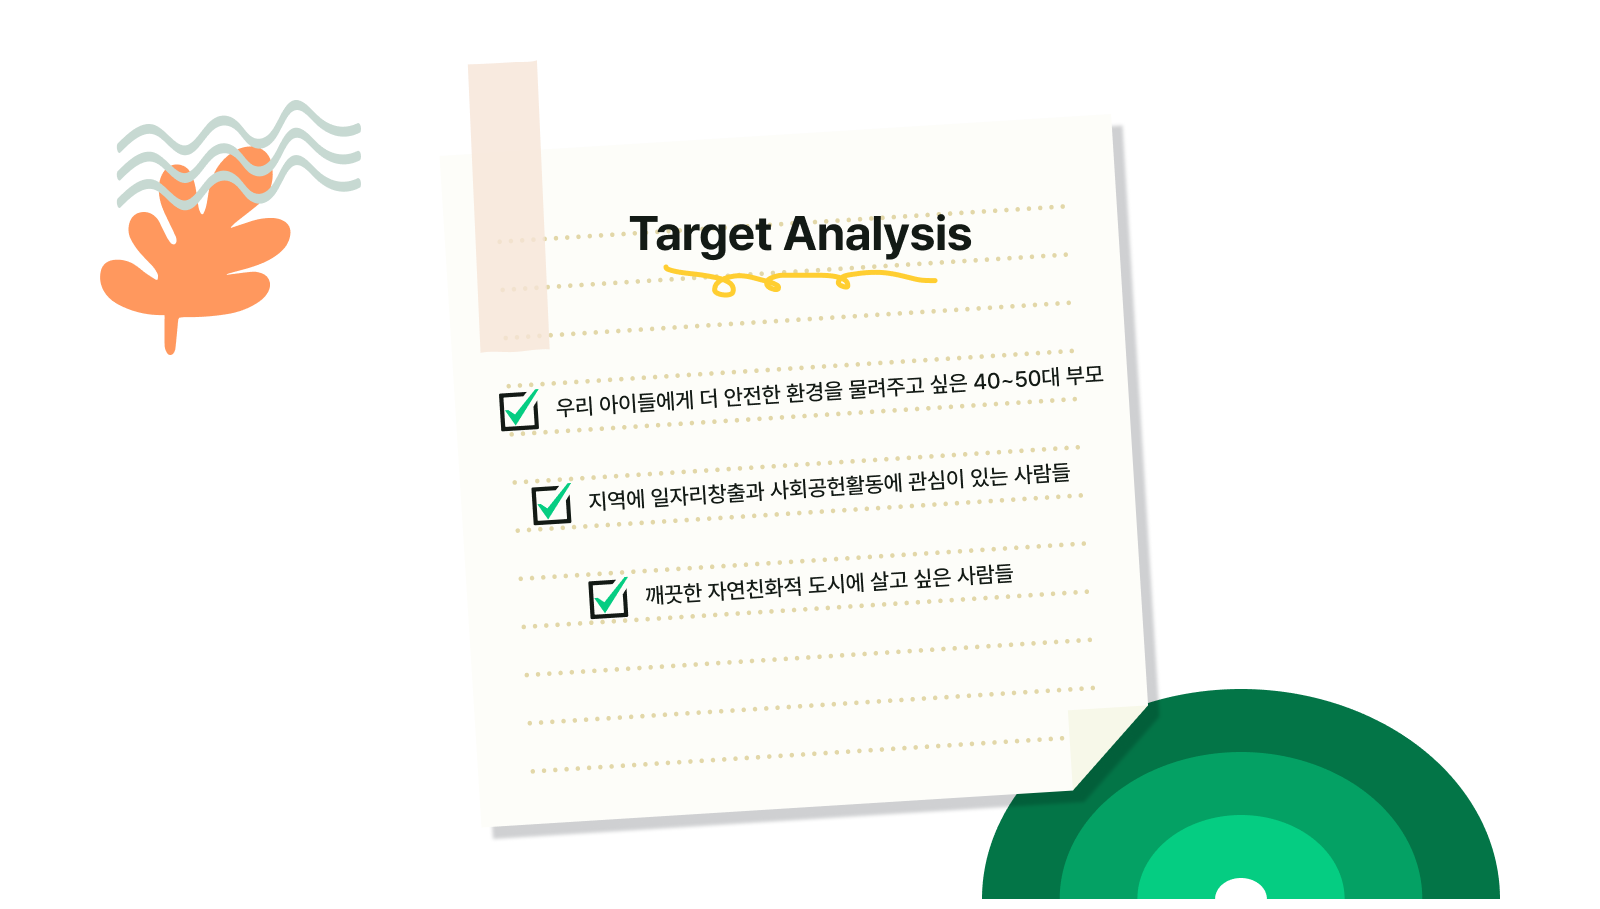 Target Analysis
우리 아이들에게 더 안전한 환경을 물려주고 싶은 40~50대 부모
지역에 일자리창출과 사회공헌활동에 관심이 있는 사람들
깨끗한 자연친화적 도시에 살고 싶은 사람들